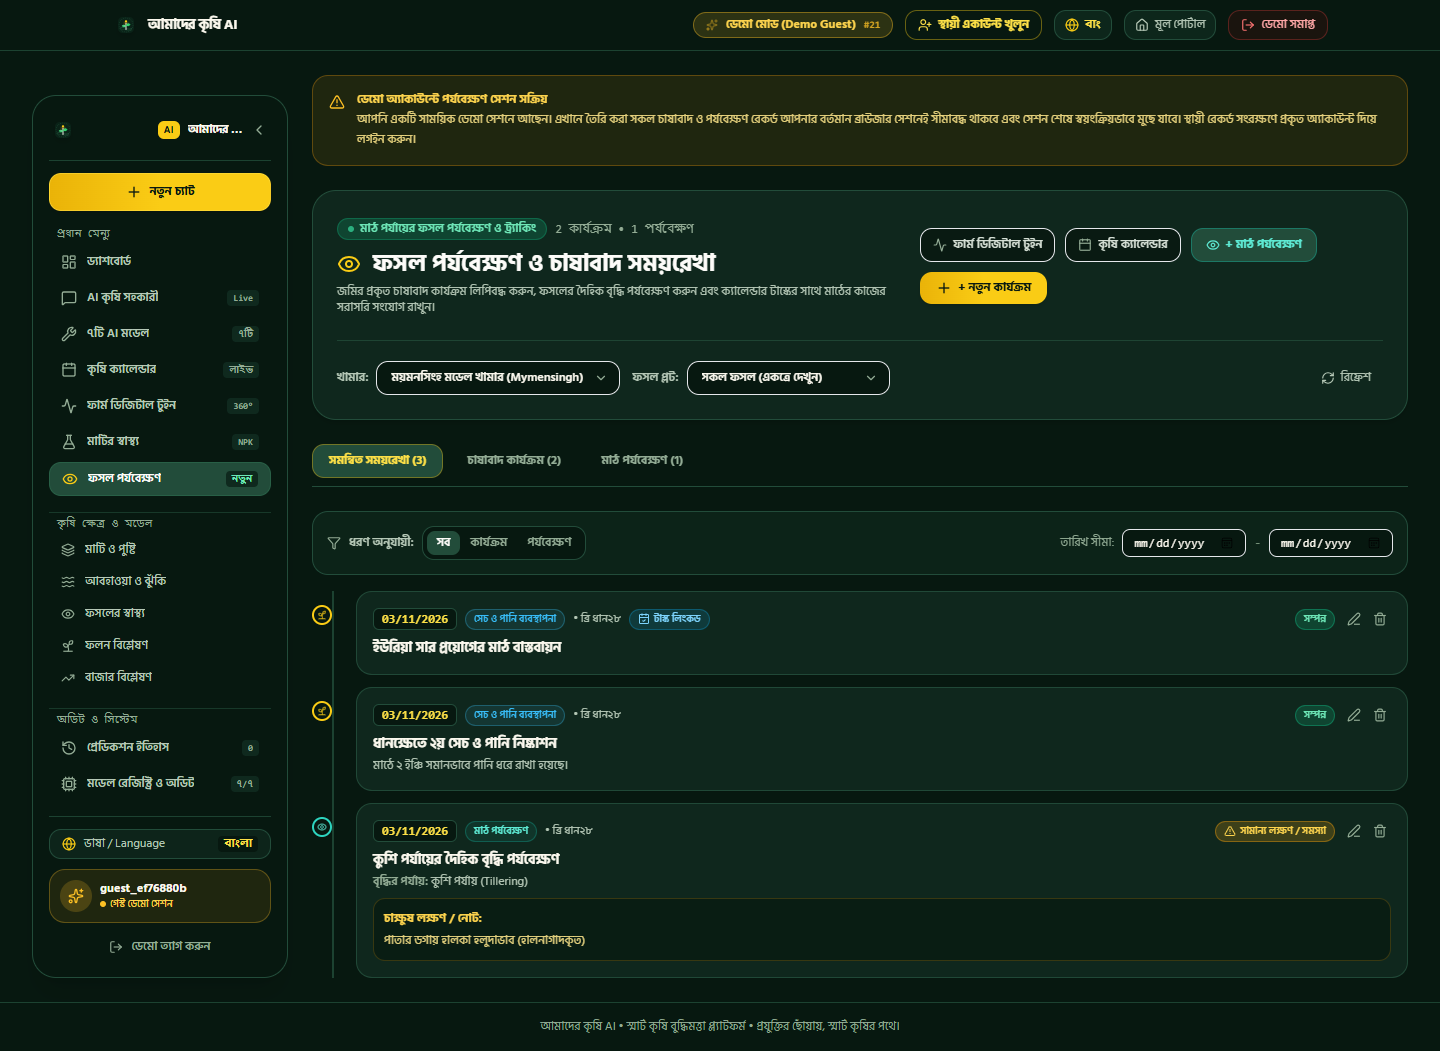 আমাদের কৃষি AI
ডেমো মোড (Demo Guest) #21
স্থায়ী একাউন্ট খুলুন
বাং
মূল পোর্টাল
ডেমো সমাপ্ত
AI আমাদের ...
নতুন চ্যাট
প্রধান মেন্যু
ড্যাশবোর্ড
AI কৃষি সহকারী Live
৭টি AI মডেল ৭টি
কৃষি ক্যালেন্ডার লাইভ
ফার্ম ডিজিটাল টুইন 360°
মাটির স্বাস্থ্য NPK
ফসল পর্যবেক্ষণ নতুন
কৃষি ক্ষেত্র ও মডেল
মাটি ও পুষ্টি
আবহাওয়া ও ঝুঁকি
ফসলের স্বাস্থ্য
ফলন বিশ্লেষণ
বাজার বিশ্লেষণ
অডিট ও সিস্টেম
প্রেডিকশন ইতিহাস 0
মডেল রেজিস্ট্রি ও অডিট ৭/৭
ভাষা / Language বাংলা
guest_ef76880b
গেস্ট ডেমো সেশন
ডেমো ত্যাগ করুন
ডেমো অ্যাকাউন্টে পর্যবেক্ষণ সেশন সক্রিয়
আপনি একটি সাময়িক ডেমো সেশনে আছেন। এখানে তৈরি করা সকল চাষাবাদ ও পর্যবেক্ষণ রেকর্ড আপনার বর্তমান ব্রাউজার সেশনেই সীমাবদ্ধ থাকবে এবং সেশন শেষে স্বয়ংক্রিয়ভাবে মুছে যাবে। স্থায়ী রেকর্ড সংরক্ষণে প্রকৃত অ্যাকাউন্ট দিয়ে
লগইন করুন।
মাঠ পর্যায়ের ফসল পর্যবেক্ষণ ও ট্র্যাকিং 2 কার্যক্রম • 1 পর্যবেক্ষণ
ফসল পর্যবেক্ষণ ও চাষাবাদ সময়রেখা
জমির প্রকৃত চাষাবাদ কার্যক্রম লিপিবদ্ধ করুন, ফসলের দৈহিক বৃদ্ধি পর্যবেক্ষণ করুন এবং ক্যালেন্ডার টাস্কের সাথে মাঠের কাজের
সরাসরি সংযোগ রাখুন।
ফার্ম ডিজিটাল টুইন
কৃষি ক্যালেন্ডার
+ মাঠ পর্যবেক্ষণ
+ নতুন কার্যক্রম
খামার: ময়মনসিংহ মডেল খামার (Mymensingh)
ফসল প্লট: সকল ফসল (একত্রে দেখুন)
রিফ্রেশ
সমন্বিত সময়রেখা (3)
চাষাবাদ কার্যক্রম (2)
মাঠ পর্যবেক্ষণ (1)
ধরণ অনুযায়ী: সব কার্যক্রম পর্যবেক্ষণ
তারিখ সীমা: mm/dd/yyyy - mm/dd/yyyy
03/11/2026 সেচ ও পানি ব্যবস্থাপনা • ব্রি ধান২৮ টাস্ক লিংকড সম্পন্ন
ইউরিয়া সার প্রয়োগের মাঠ বাস্তবায়ন
03/11/2026 সেচ ও পানি ব্যবস্থাপনা • ব্রি ধান২৮ সম্পন্ন
ধানক্ষেতে ২য় সেচ ও পানি নিষ্কাশন
মাঠে ২ ইঞ্চি সমানভাবে পানি ধরে রাখা হয়েছে।
03/11/2026 মাঠ পর্যবেক্ষণ • ব্রি ধান২৮ সামান্য লক্ষণ / সমস্যা
কুশি পর্যায়ের দৈহিক বৃদ্ধি পর্যবেক্ষণ
বৃদ্ধির পর্যায়: কুশি পর্যায় (Tillering)
চাক্ষুষ লক্ষণ / নোট:
পাতার ডগায় হালকা হলুদাভাব (হালনাগাদকৃত)
আমাদের কৃষি AI • স্মার্ট কৃষি বুদ্ধিমত্তা প্ল্যাটফর্ম • প্রযুক্তির ছোঁয়ায়, স্মার্ট কৃষির পথে।